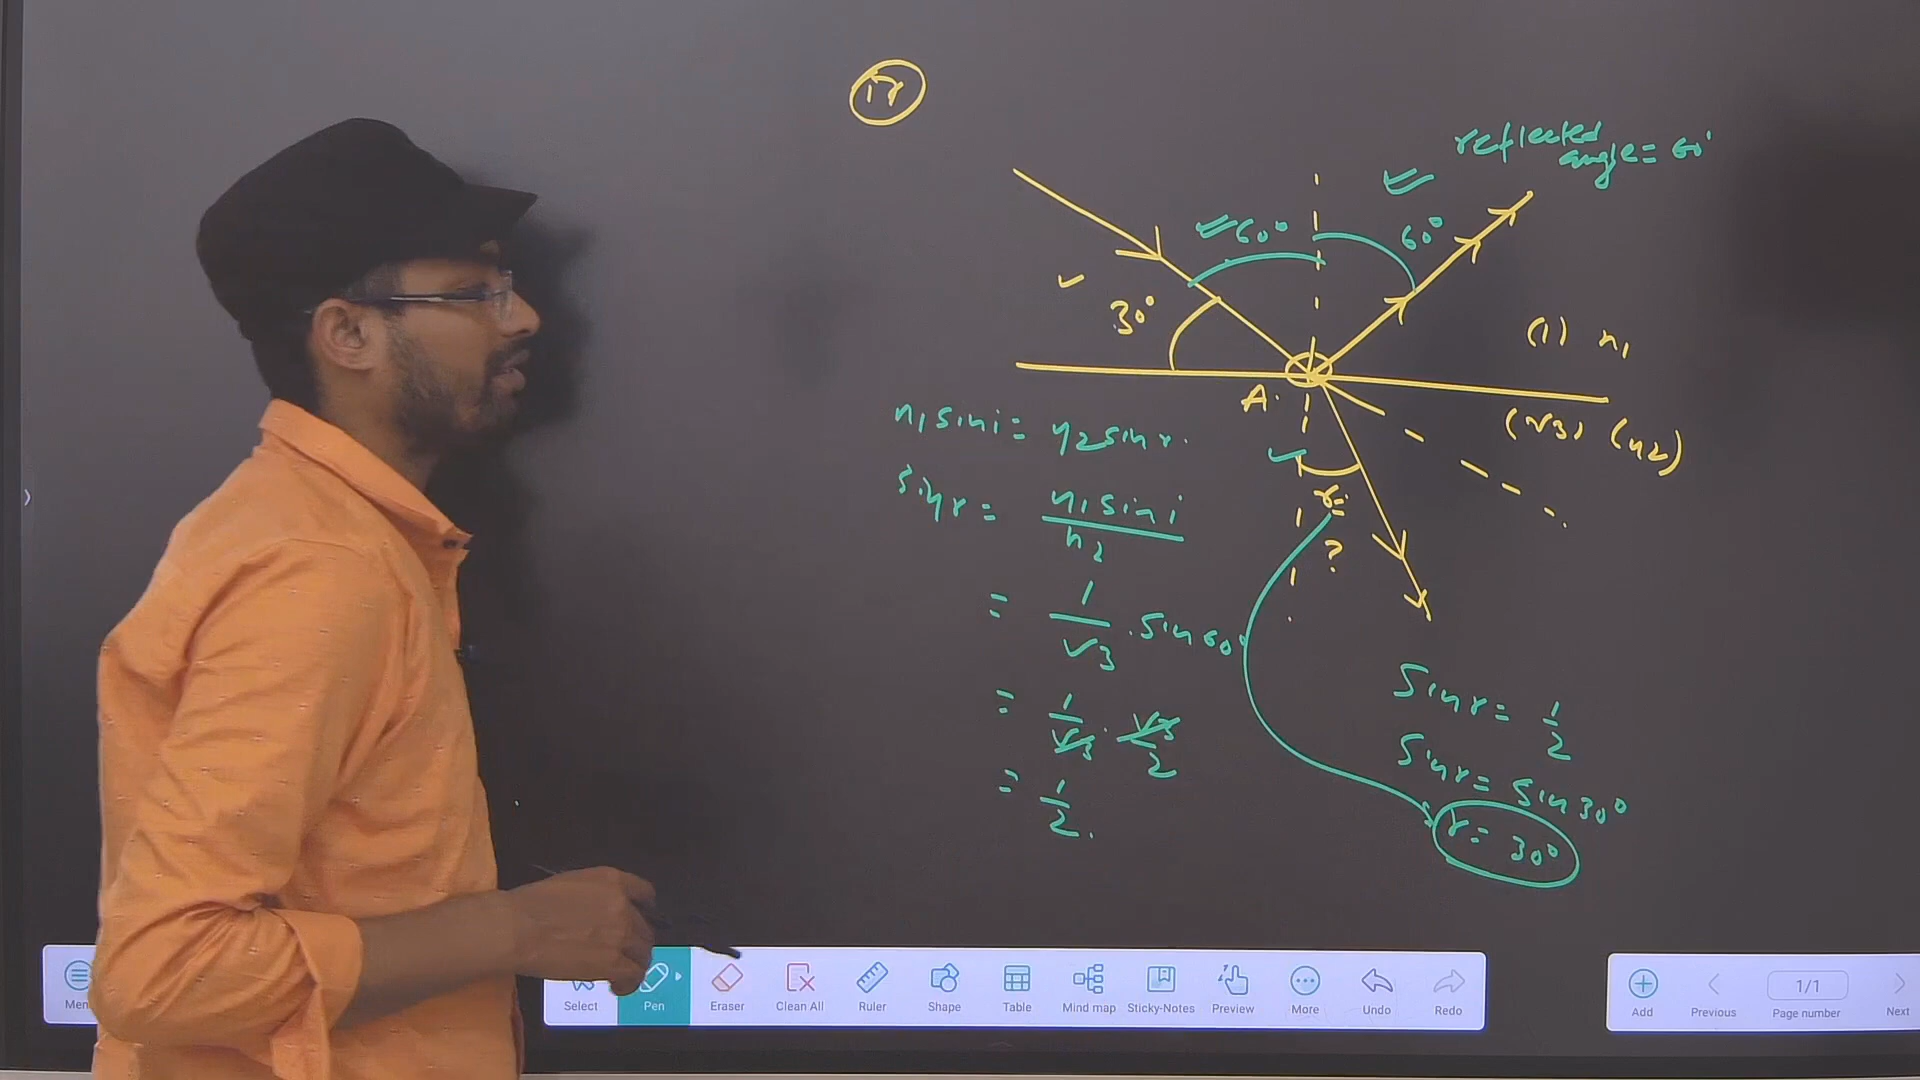 reflected
angle = 60°
60°
60°
30°
(1) n₁
A.
(√3) (n₂)
n₁ sin i = n₂ sin r.
r =
?
sin r = n₁ sin i / n₂
= 1/√3 . sin 60°
= 1/√3 . √3/2
= 1/2.
sin r = 1/2
sin r = sin 30°
r = 30°
Select
Pen
Eraser
Clean All
Ruler
Shape
Table
Mind map
Sticky-Notes
Preview
More
Undo
Redo
Add
Previous
1/1
Page number
Next